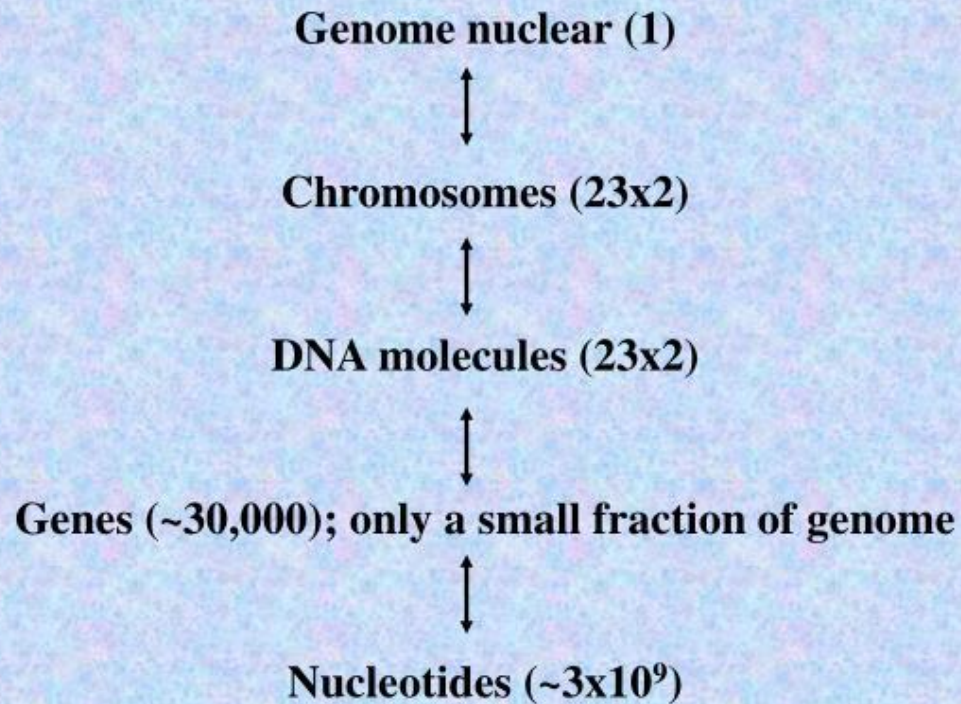 Genome nuclear (1)
Chromosomes (23x2)
DNA molecules (23x2)
Genes (~30,000); only a small fraction of genome
Nucleotides (~3x10⁹)